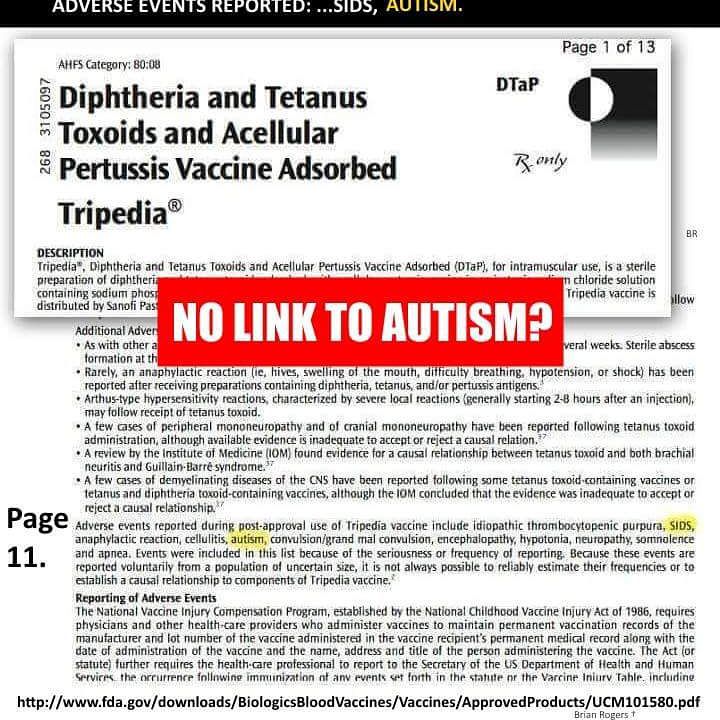 ADVERSE EVENTS REPORTED: ...SIDS, AUTISM.
Page 1 of 13
AHFS Category: 80:08
268 3105097
DTaP
Diphtheria and Tetanus
Toxoids and Acellular
Pertussis Vaccine Adsorbed
Rx only
Tripedia®
BR
DESCRIPTION
Tripedia®, Diphtheria and Tetanus Toxoids and Acellular Pertussis Vaccine Adsorbed (DTaP), for intramuscular use, is a sterile
preparation of diphtheria n chloride solution
containing sodium phosp Tripedia vaccine is
distributed by Sanofi Past
llow
NO LINK TO AUTISM?
Additional Adver
• As with other a veral weeks. Sterile abscess
formation at th
• Rarely, an anaphylactic reaction (ie, hives, swelling of the mouth, difficulty breathing, hypotension, or shock) has been
reported after receiving preparations containing diphtheria, tetanus, and/or pertussis antigens.³
• Arthus-type hypersensitivity reactions, characterized by severe local reactions (generally starting 2-8 hours after an injection),
may follow receipt of tetanus toxoid.
• A few cases of peripheral mononeuropathy and of cranial mononeuropathy have been reported following tetanus toxoid
administration, although available evidence is inadequate to accept or reject a causal relation.³⁷
• A review by the Institute of Medicine (IOM) found evidence for a causal relationship between tetanus toxoid and both brachial
neuritis and Guillain-Barré syndrome.³⁷
• A few cases of demyelinating diseases of the CNS have been reported following some tetanus toxoid-containing vaccines or
tetanus and diphtheria toxoid-containing vaccines, although the IOM concluded that the evidence was inadequate to accept or
reject a causal relationship.³⁷
Page
11.
Adverse events reported during post-approval use of Tripedia vaccine include idiopathic thrombocytopenic purpura, SIDS,
anaphylactic reaction, cellulitis, autism, convulsion/grand mal convulsion, encephalopathy, hypotonia, neuropathy, somnolence
and apnea. Events were included in this list because of the seriousness or frequency of reporting. Because these events are
reported voluntarily from a population of uncertain size, it is not always possible to reliably estimate their frequencies or to
establish a causal relationship to components of Tripedia vaccine.²
Reporting of Adverse Events
The National Vaccine Injury Compensation Program, established by the National Childhood Vaccine Injury Act of 1986, requires
physicians and other health-care providers who administer vaccines to maintain permanent vaccination records of the
manufacturer and lot number of the vaccine administered in the vaccine recipient's permanent medical record along with the
date of administration of the vaccine and the name, address and title of the person administering the vaccine. The Act (or
statute) further requires the health-care professional to report to the Secretary of the US Department of Health and Human
Services, the occurrence following immunization of any events set forth in the statute or the Vaccine Injury Table, including
http://www.fda.gov/downloads/BiologicsBloodVaccines/Vaccines/ApprovedProducts/UCM101580.pdf
Brian Rogers †